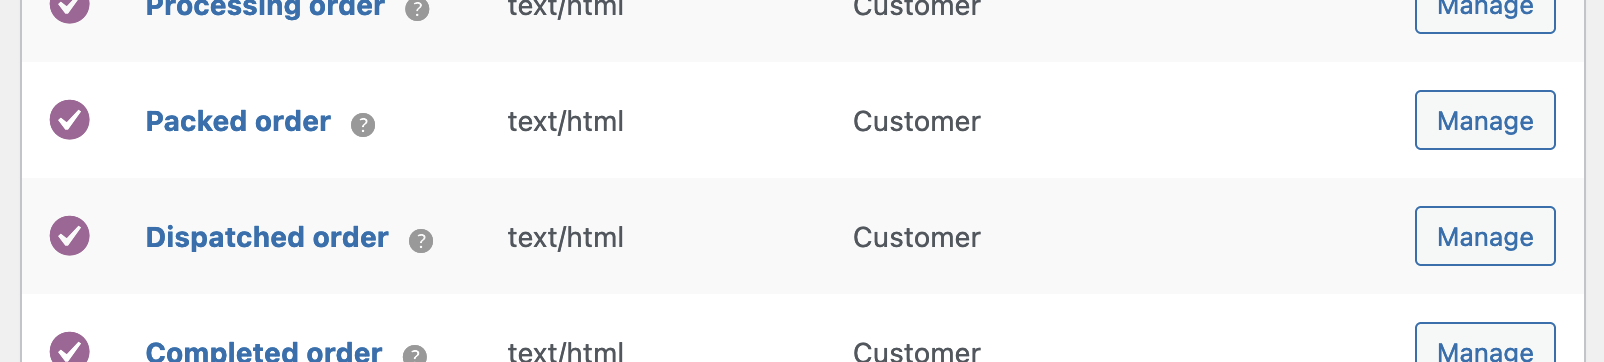 Processing order ? text/html Customer Manage
Packed order ? text/html Customer Manage
Dispatched order ? text/html Customer Manage
Completed order ? text/html Customer Manage